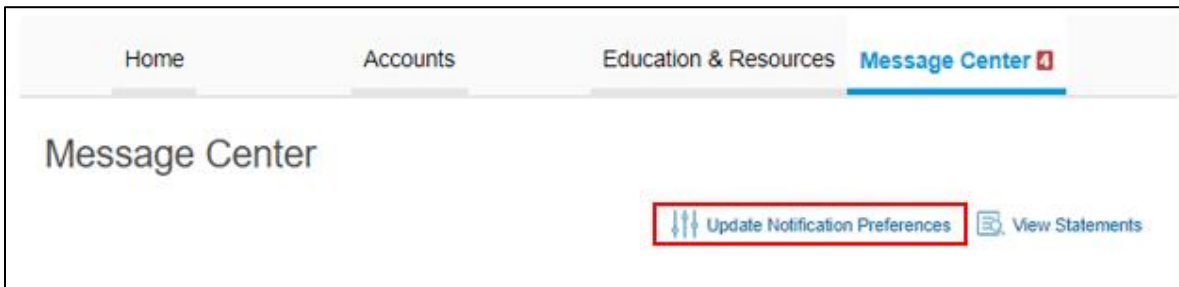 Home Accounts Education & Resources Message Center 4
Message Center
Update Notification Preferences View Statements